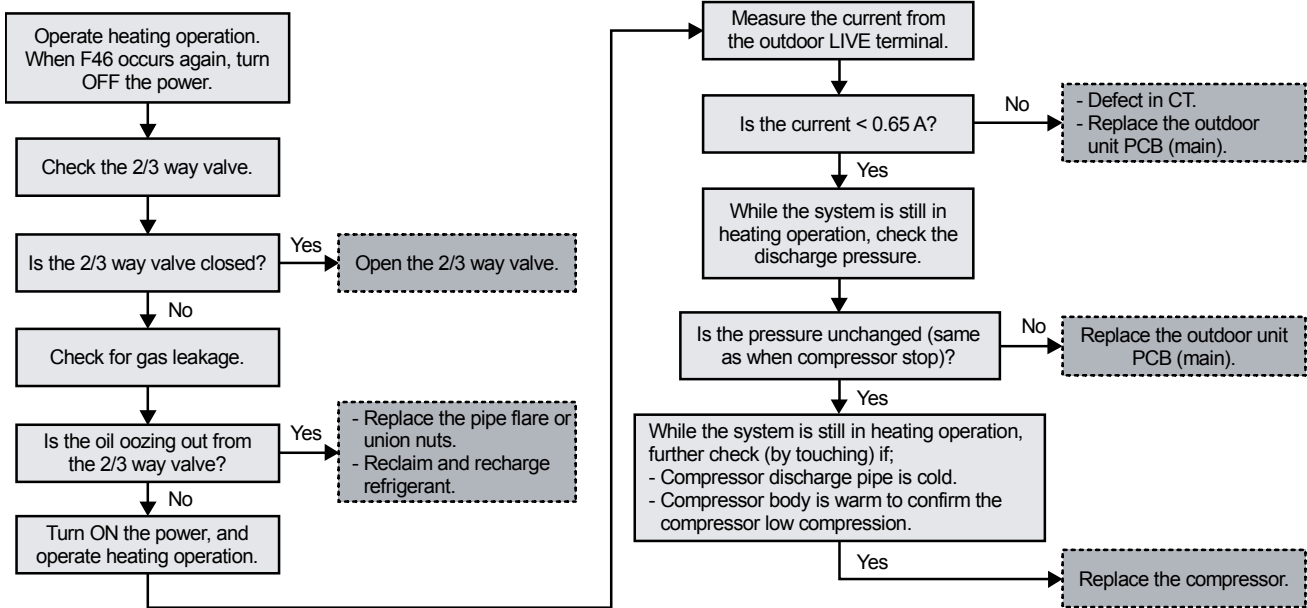 Operate heating operation.
When F46 occurs again, turn
OFF the power.
Check the 2/3 way valve.
Is the 2/3 way valve closed?
Yes
Open the 2/3 way valve.
No
Check for gas leakage.
Is the oil oozing out from
the 2/3 way valve?
Yes
- Replace the pipe flare or
union nuts.
- Reclaim and recharge
refrigerant.
No
Turn ON the power, and
operate heating operation.
Measure the current from
the outdoor LIVE terminal.
Is the current < 0.65 A?
No
- Defect in CT.
- Replace the outdoor
unit PCB (main).
Yes
While the system is still in
heating operation, check the
discharge pressure.
Is the pressure unchanged (same
as when compressor stop)?
No
Replace the outdoor unit
PCB (main).
Yes
While the system is still in heating operation,
further check (by touching) if;
- Compressor discharge pipe is cold.
- Compressor body is warm to confirm the
compressor low compression.
Yes
Replace the compressor.